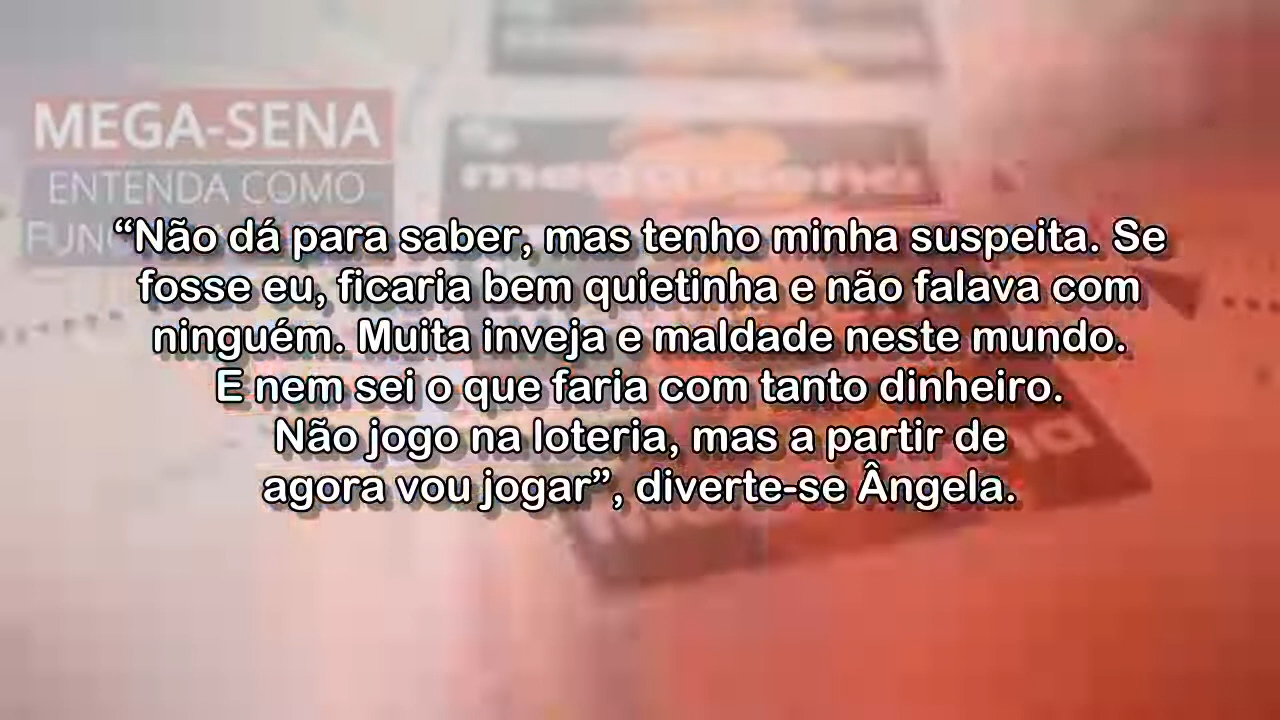 MEGA-SENA
ENTENDA COMO
“Não dá para saber, mas tenho minha suspeita. Se
fosse eu, ficaria bem quietinha e não falava com
ninguém. Muita inveja e maldade neste mundo.
E nem sei o que faria com tanto dinheiro.
Não jogo na loteria, mas a partir de
agora vou jogar”, diverte-se Ângela.
mega-sena